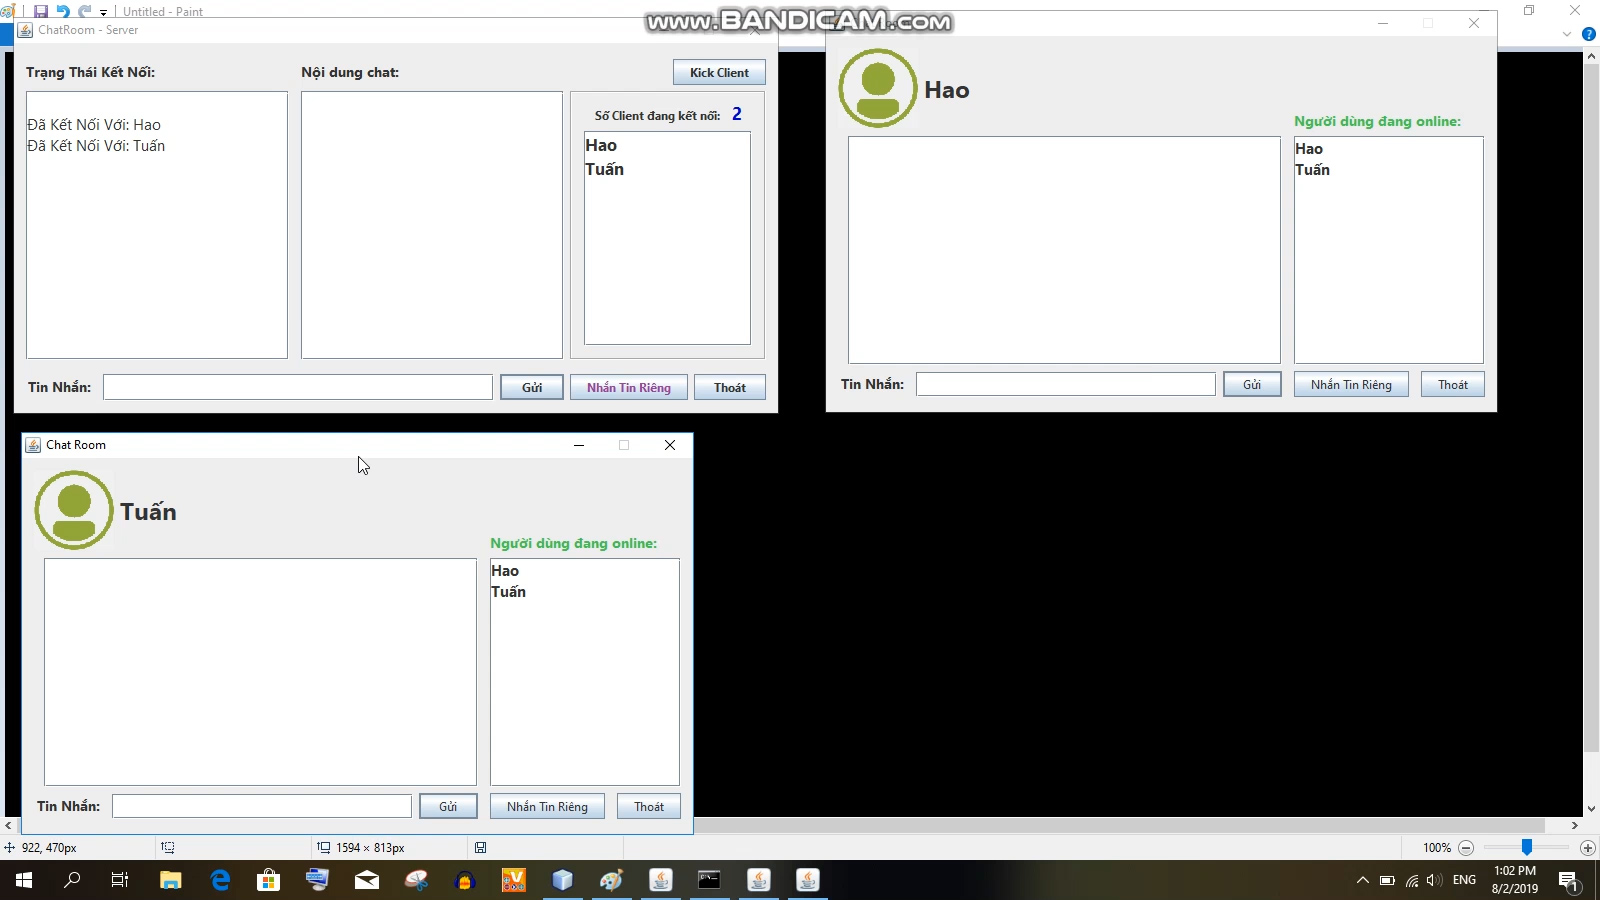 Untitled - Paint
www.BANDICAM.com
ChatRoom - Server
Trạng Thái Kết Nối:
Nội dung chat:
Kick Client
Đã Kết Nối Với: Hao
Đã Kết Nối Với: Tuấn
Số Client đang kết nối: 2
Hao
Tuấn
Tin Nhắn:
Gửi
Nhắn Tin Riêng
Thoát
Hao
Người dùng đang online:
Hao
Tuấn
Tin Nhắn:
Gửi
Nhắn Tin Riêng
Thoát
Chat Room
Tuấn
Người dùng đang online:
Hao
Tuấn
Tin Nhắn:
Gửi
Nhắn Tin Riêng
Thoát
922, 470px
1594 × 813px
100%
ENG
1:02 PM
8/2/2019
1